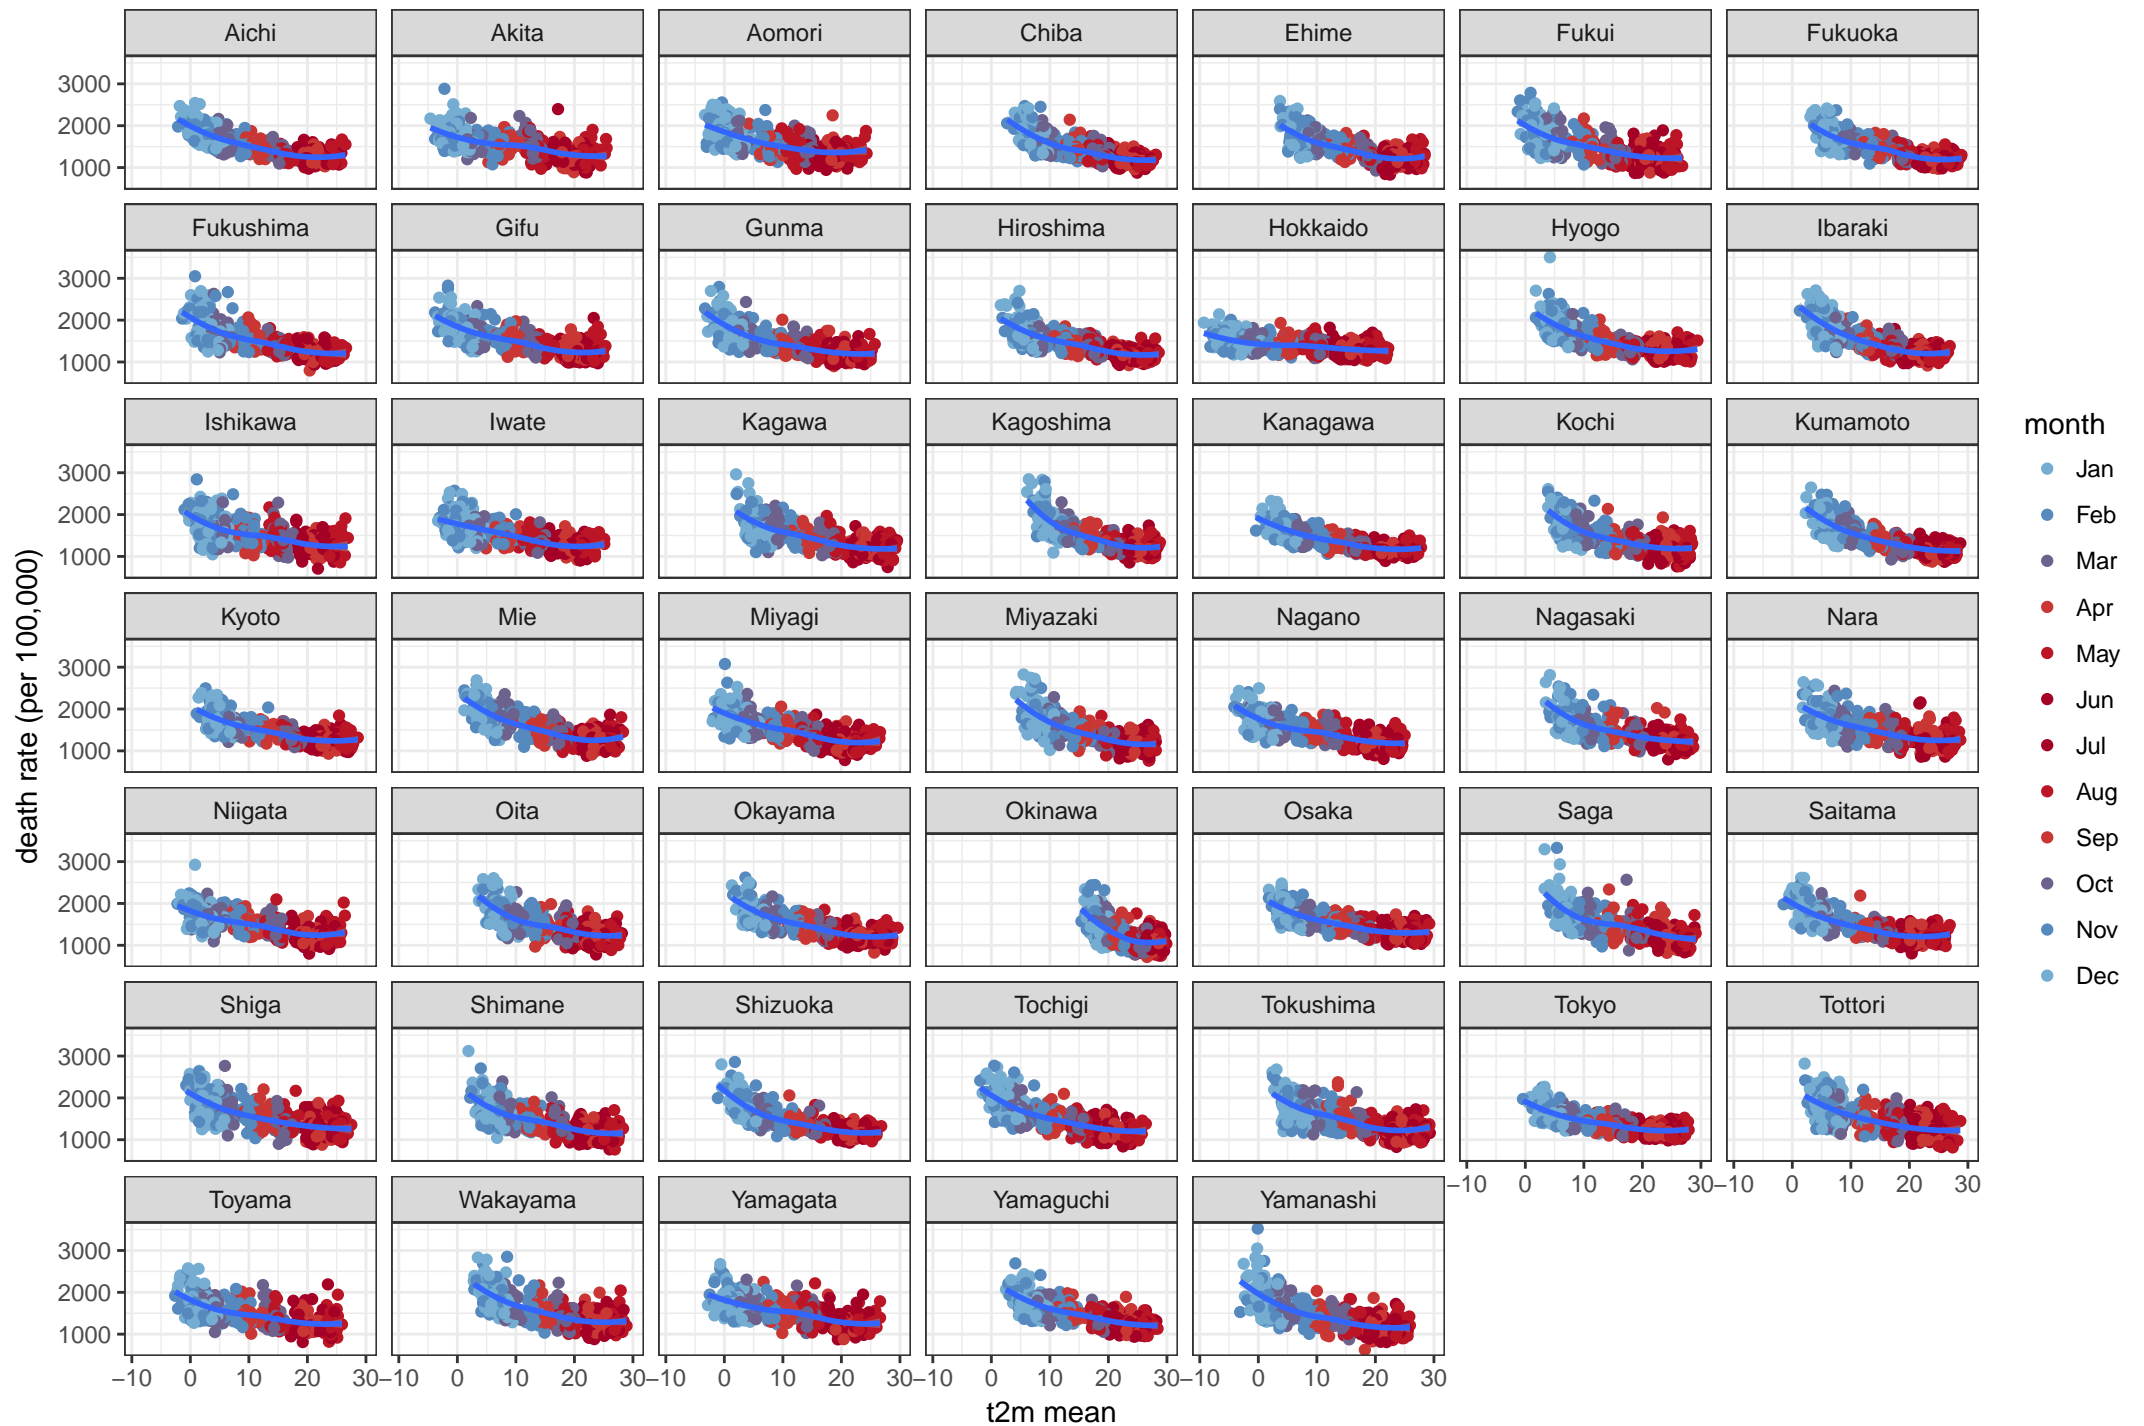 Aichi Akita Aomori Chiba Ehime Fukui Fukuoka
3000
2000
1000
Fukushima Gifu Gunma Hiroshima Hokkaido Hyogo Ibaraki
3000
2000
1000
Ishikawa Iwate Kagawa Kagoshima Kanagawa Kochi Kumamoto
3000
2000
1000
Kyoto Mie Miyagi Miyazaki Nagano Nagasaki Nara
3000
2000
1000
Niigata Oita Okayama Okinawa Osaka Saga Saitama
3000
2000
1000
Shiga Shimane Shizuoka Tochigi Tokushima Tokyo Tottori
3000
2000
1000
−10 0 10 20 30 −10 0 10 20 30
Toyama Wakayama Yamagata Yamaguchi Yamanashi
3000
2000
1000
−10 0 10 20 30 −10 0 10 20 30 −10 0 10 20 30 −10 0 10 20 30 −10 0 10 20 30
t2m mean
death rate (per 100,000)
month
Jan
Feb
Mar
Apr
May
Jun
Jul
Aug
Sep
Oct
Nov
Dec